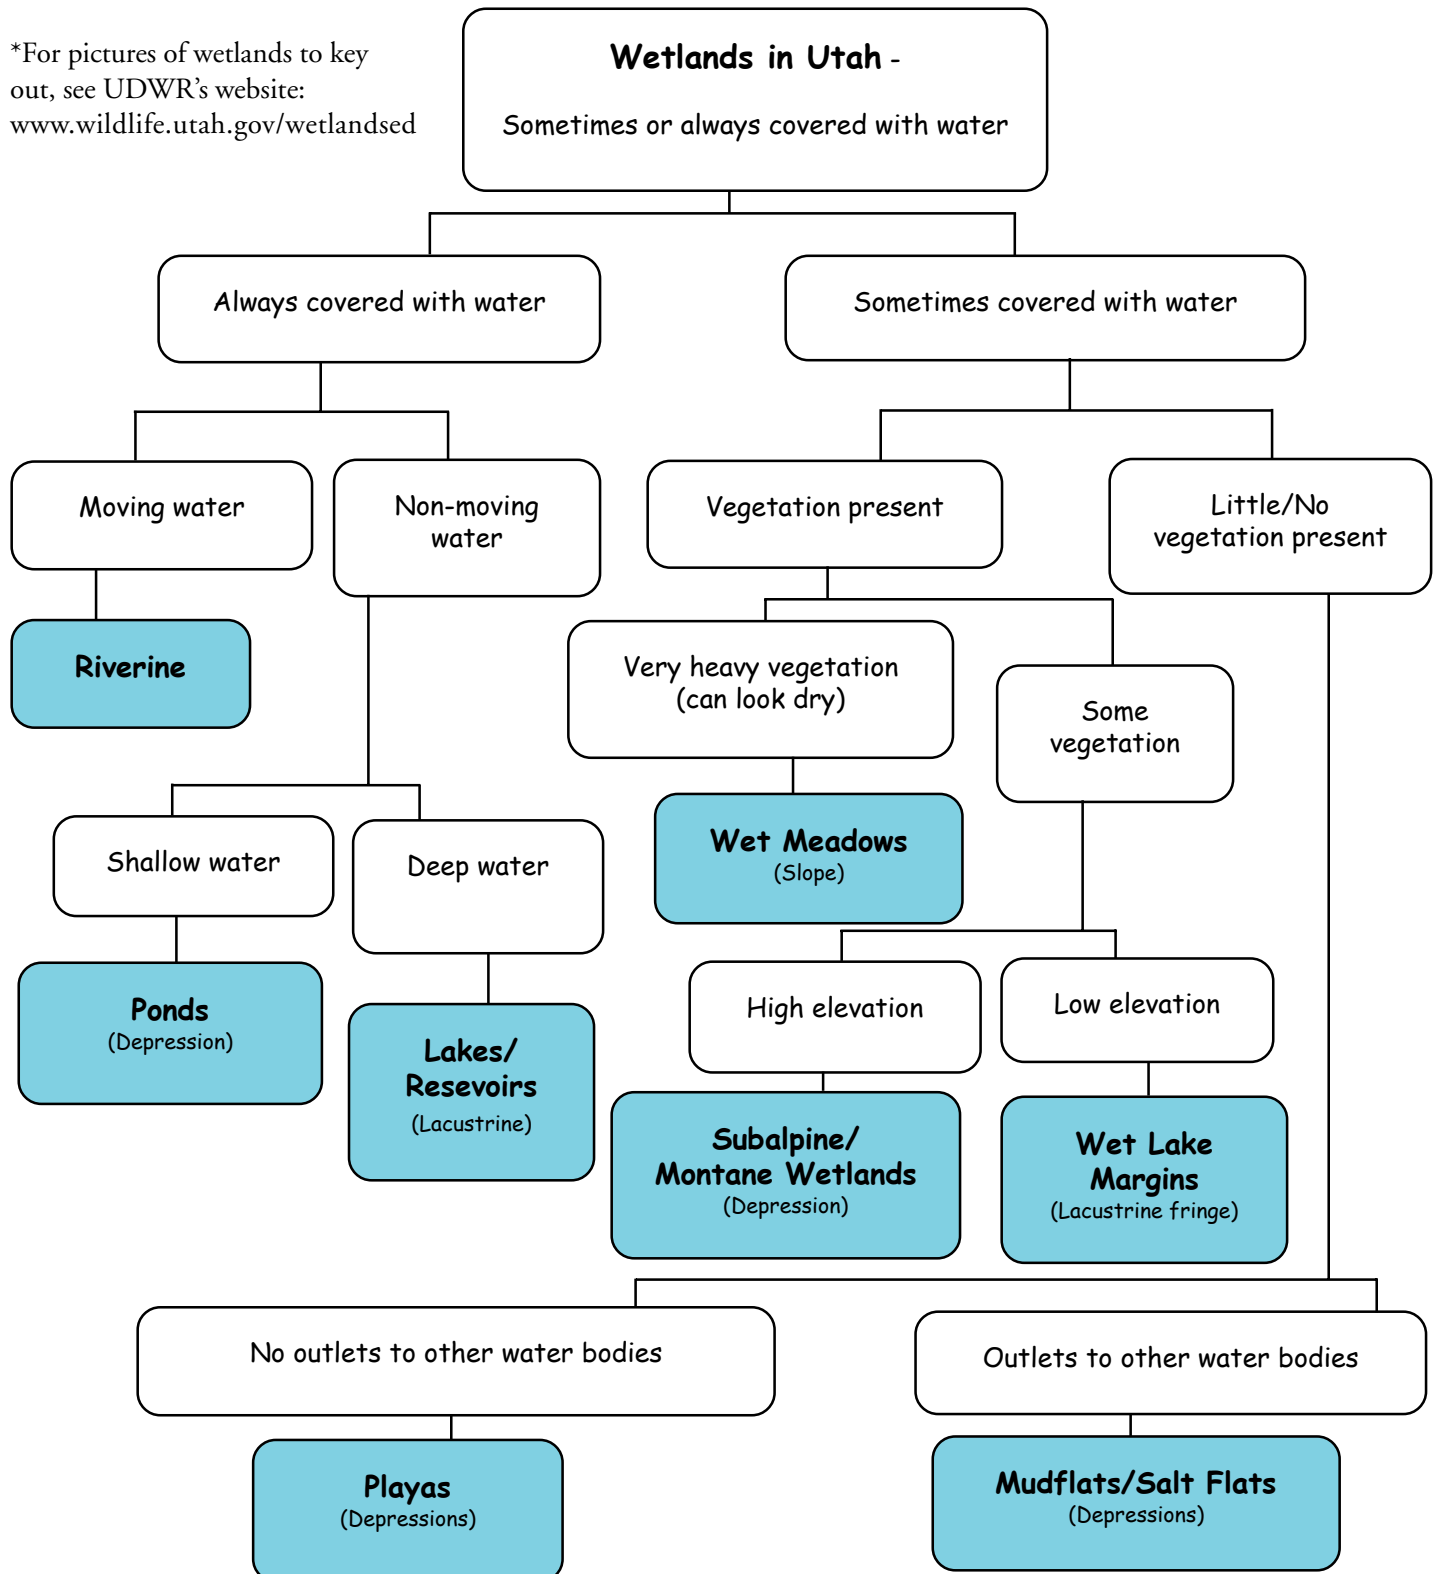 *For pictures of wetlands to key
out, see UDWR's website:
www.wildlife.utah.gov/wetlandsed
Wetlands in Utah -
Sometimes or always covered with water
Always covered with water
Sometimes covered with water
Moving water
Non-moving
water
Vegetation present
Little/No
vegetation present
Riverine
Very heavy vegetation
(can look dry)
Some
vegetation
Shallow water
Deep water
Wet Meadows
(Slope)
Ponds
(Depression)
Lakes/
Resevoirs
(Lacustrine)
High elevation
Low elevation
Subalpine/
Montane Wetlands
(Depression)
Wet Lake
Margins
(Lacustrine fringe)
No outlets to other water bodies
Outlets to other water bodies
Playas
(Depressions)
Mudflats/Salt Flats
(Depressions)